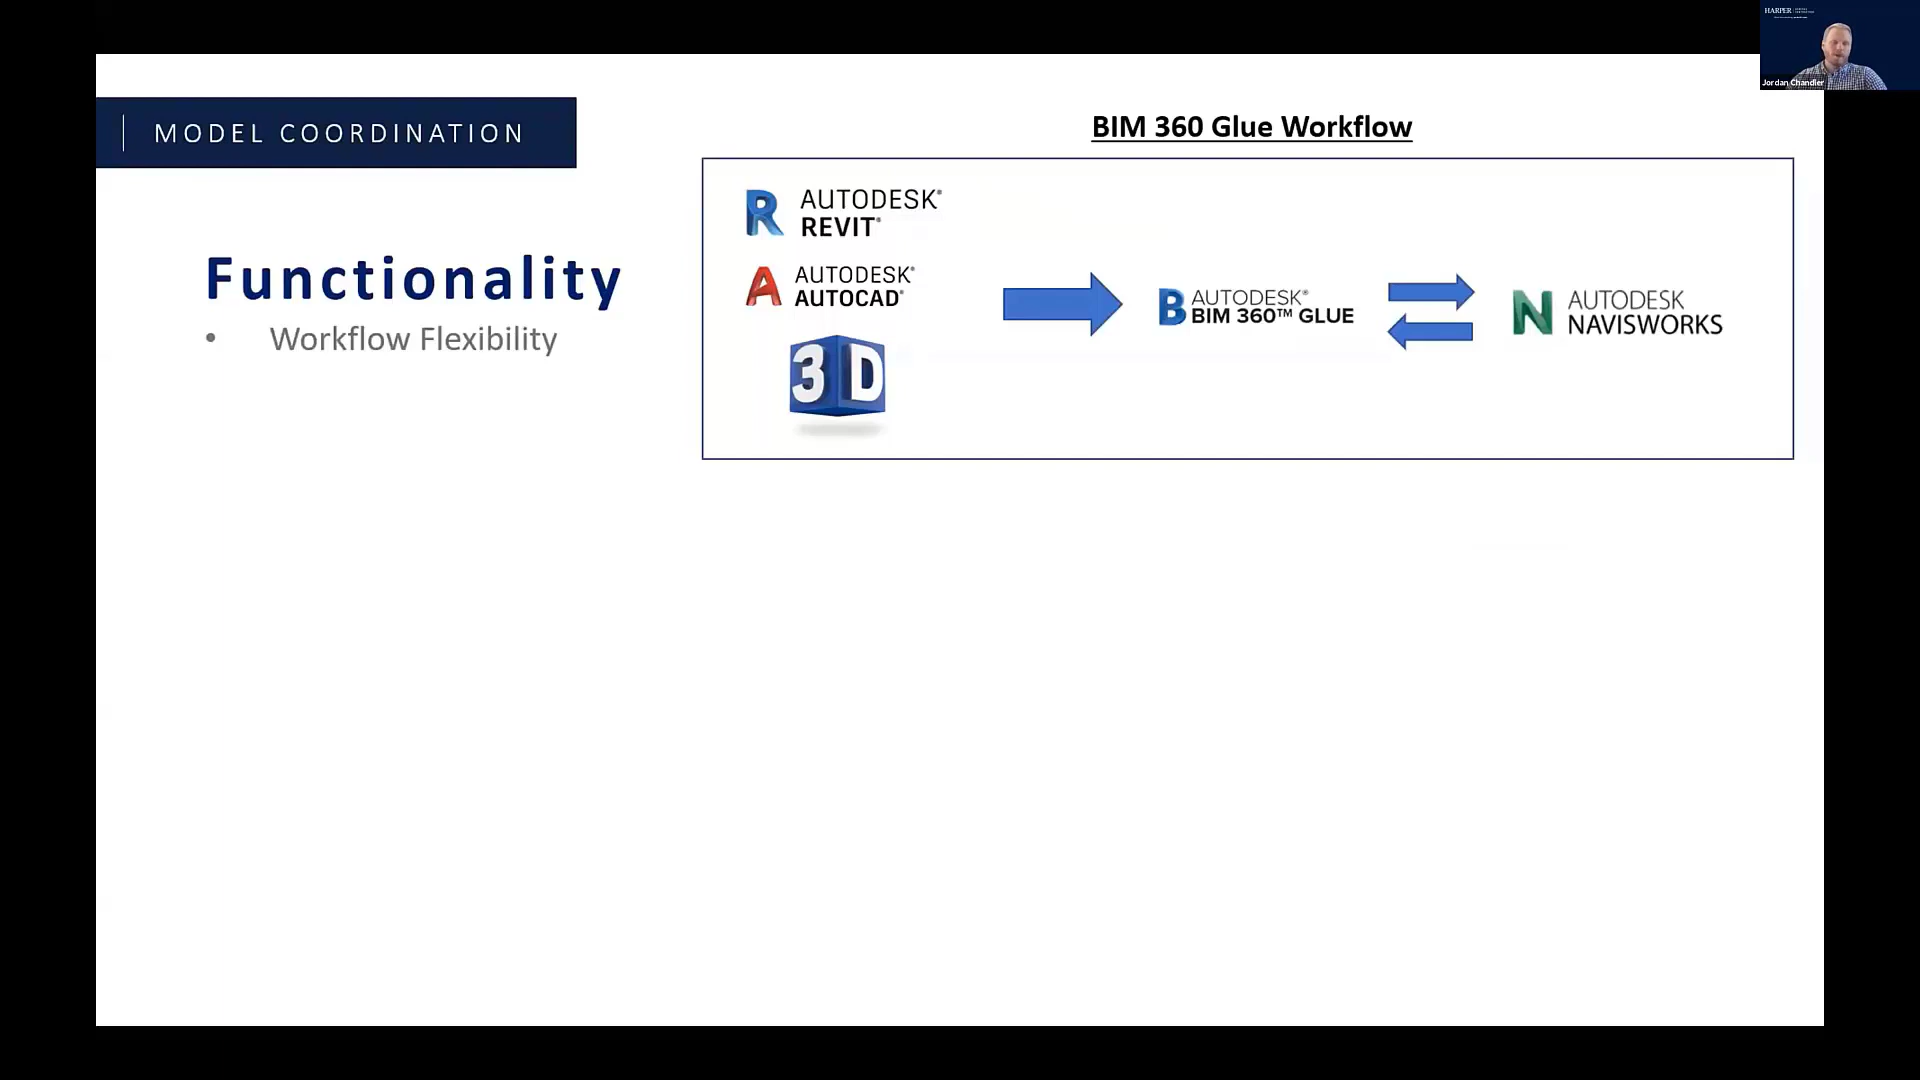 HARPER
Jordan Chandler
MODEL COORDINATION
BIM 360 Glue Workflow
Functionality
• Workflow Flexibility
AUTODESK®
REVIT®
AUTODESK®
AUTOCAD®
3D
AUTODESK®
BIM 360™ GLUE
AUTODESK
NAVISWORKS